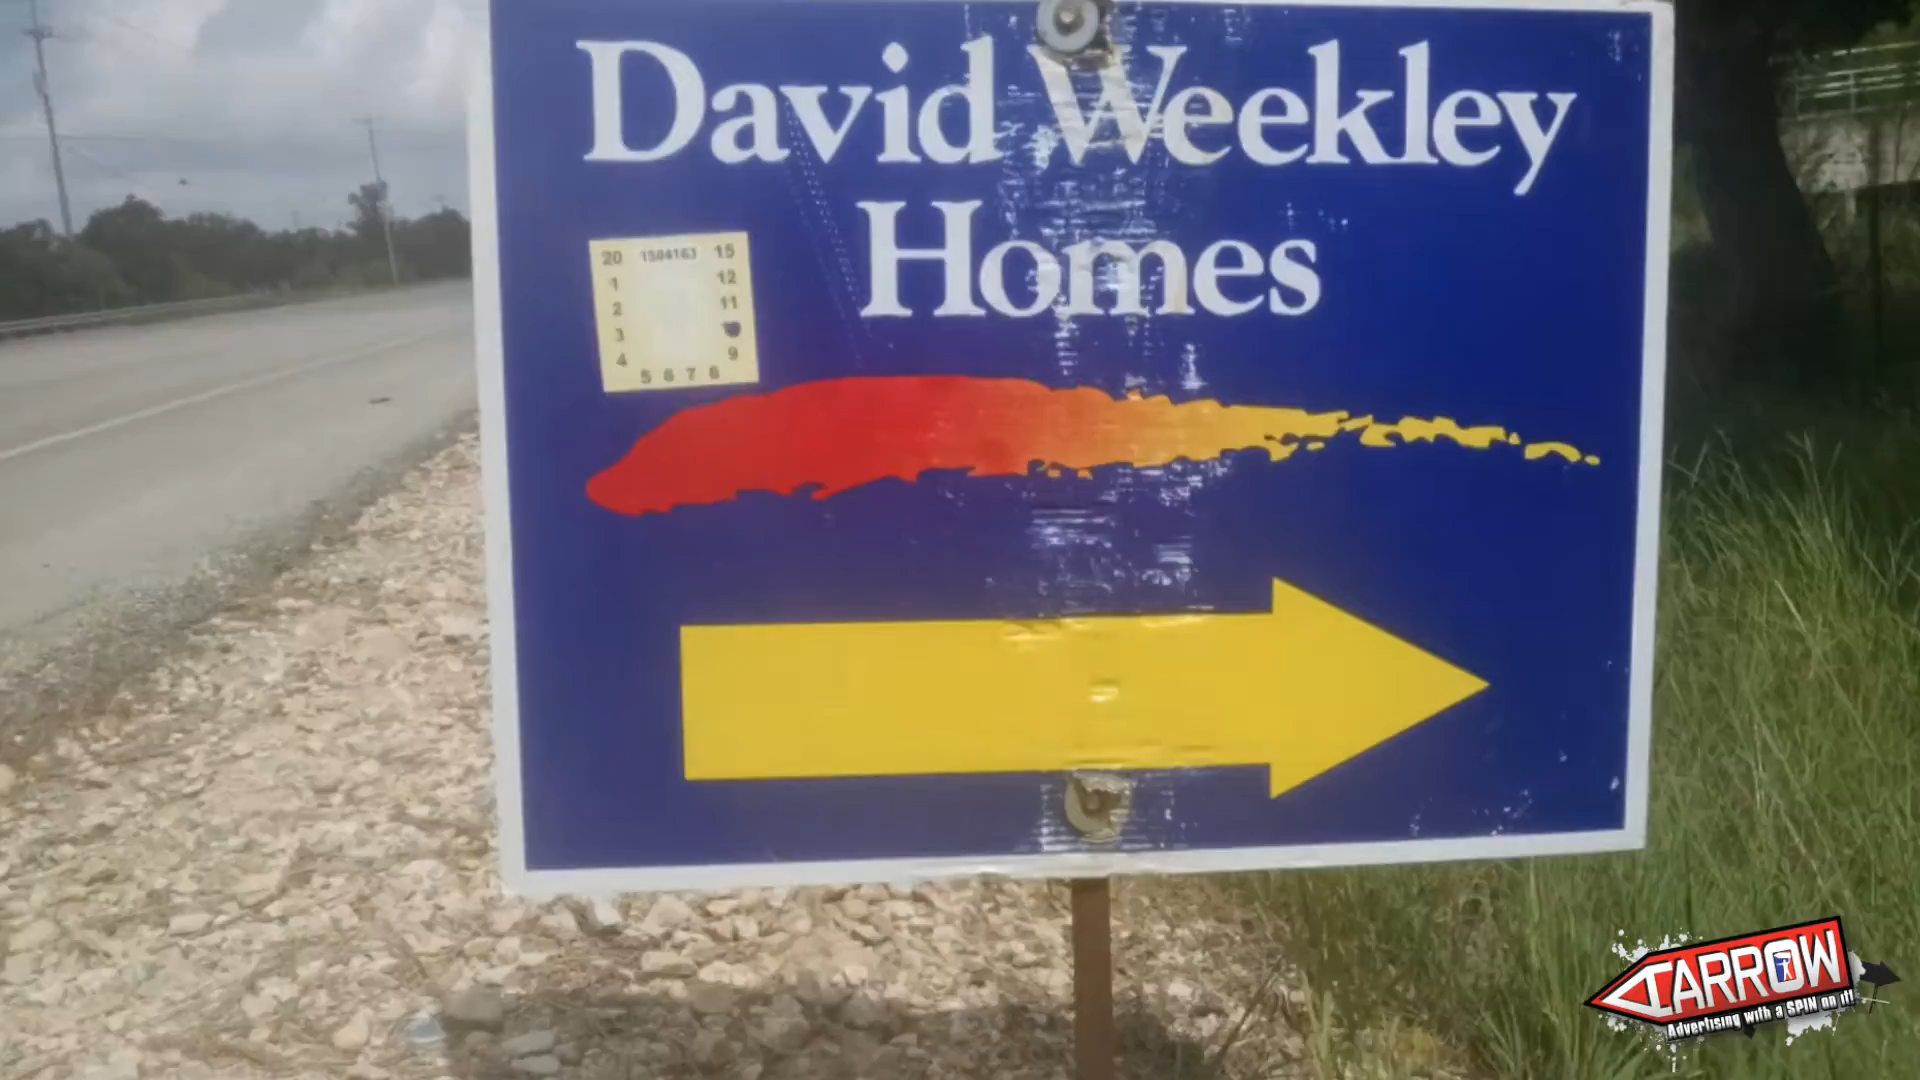 David Weekley
Homes
20 1504163 15
1 12
2 11
3
4 9
5 6 7 8
ARROW
Advertising with a SPIN on it!